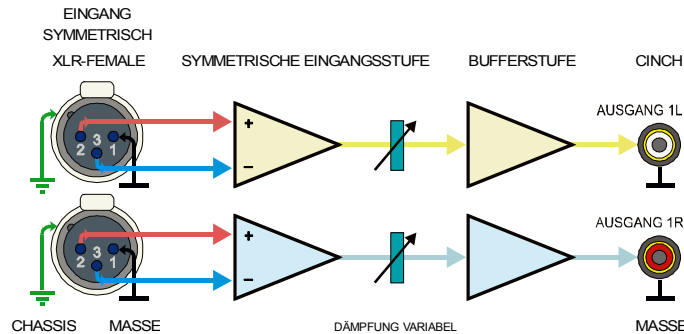 EINGANG
SYMMETRISCH
XLR-FEMALE
SYMMETRISCHE EINGANGSSTUFE
BUFFERSTUFE
CINCH
AUSGANG 1L
+
−
2 3 1
AUSGANG 1R
+
−
2 3 1
CHASSIS
MASSE
DÄMPFUNG VARIABEL
MASSE